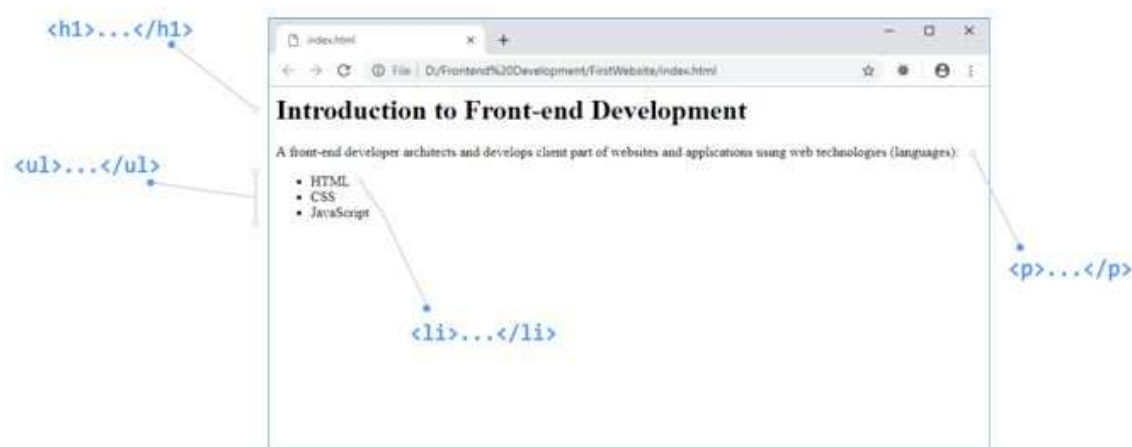 <h1>...</h1>
index.html
File | D:/Frontend%20Development/FirstWebsite/index.html
Introduction to Front-end Development
A front-end developer architects and develops client part of websites and applications using web technologies (languages):
<ul>...</ul>
• HTML
• CSS
• JavaScript
<p>...</p>
<li>...</li>